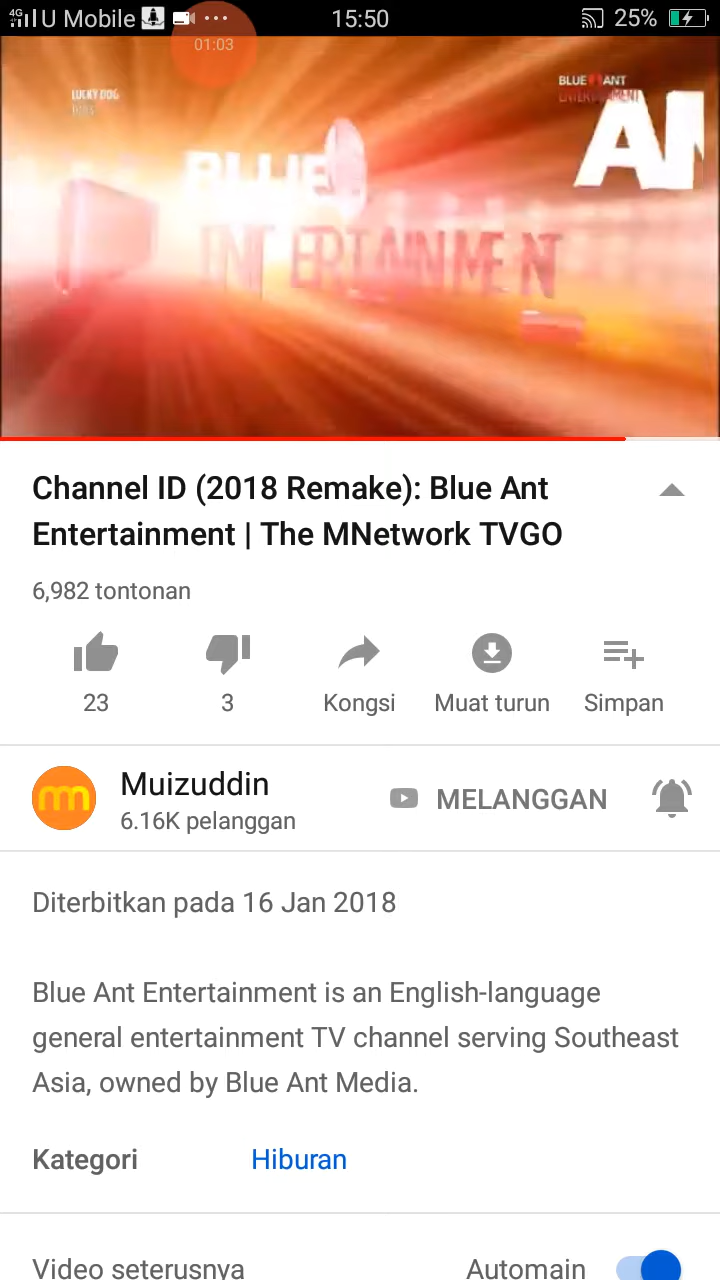 4G U Mobile 15:50 25%
01:03
LUCKY DOG
BLUE ANT
ENTERTAINMENT
AN
BLUE
ENTERTAINMENT
Channel ID (2018 Remake): Blue Ant
Entertainment | The MNetwork TVGO
6,982 tontonan
23 3 Kongsi Muat turun Simpan
Muizuddin
6.16K pelanggan
MELANGGAN
Diterbitkan pada 16 Jan 2018
Blue Ant Entertainment is an English-language
general entertainment TV channel serving Southeast
Asia, owned by Blue Ant Media.
Kategori Hiburan
Video seterusnya Automain